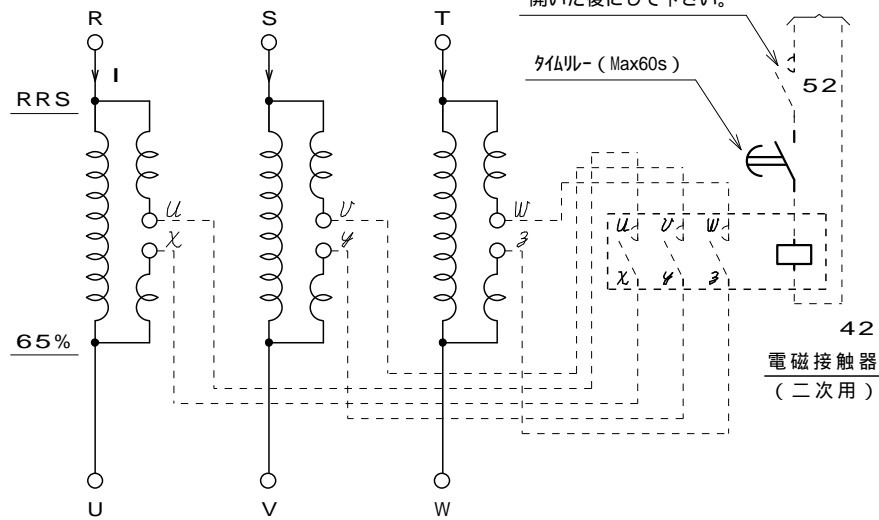 開いた後にして下さい。
R
S
T
タイムリレー（Max60s）
I
RRS
52
u
v
w
x
y
z
u
v
w
x
y
z
65%
42
電磁接触器
（二次用）
U
V
W